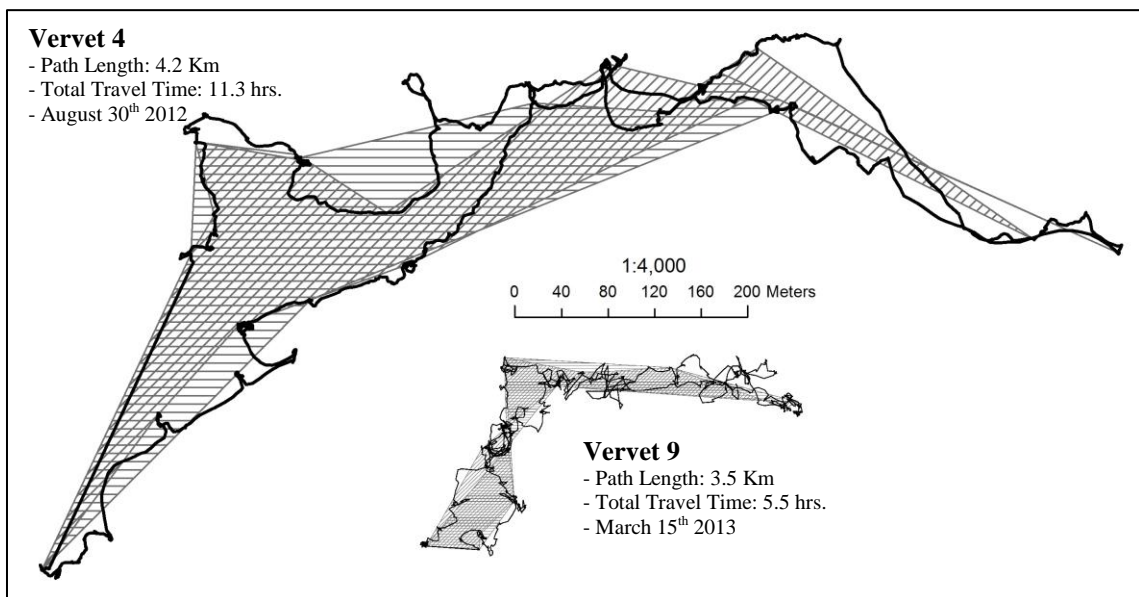 Vervet 4
- Path Length: 4.2 Km
- Total Travel Time: 11.3 hrs.
- August 30th 2012
1:4,000
0 40 80 120 160 200 Meters
Vervet 9
- Path Length: 3.5 Km
- Total Travel Time: 5.5 hrs.
- March 15th 2013